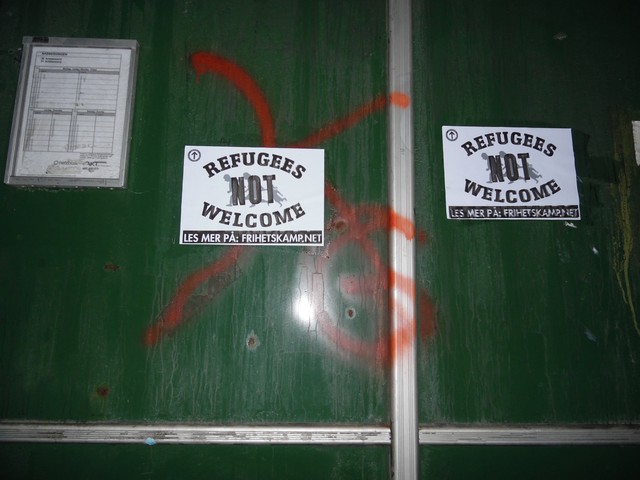 REFUGEES
NOT
WELCOME
LES MER PÅ: FRIHETSKAMP.NET
REFUGEES
NOT
WELCOME
LES MER PÅ: FRIHETSKAMP.NET